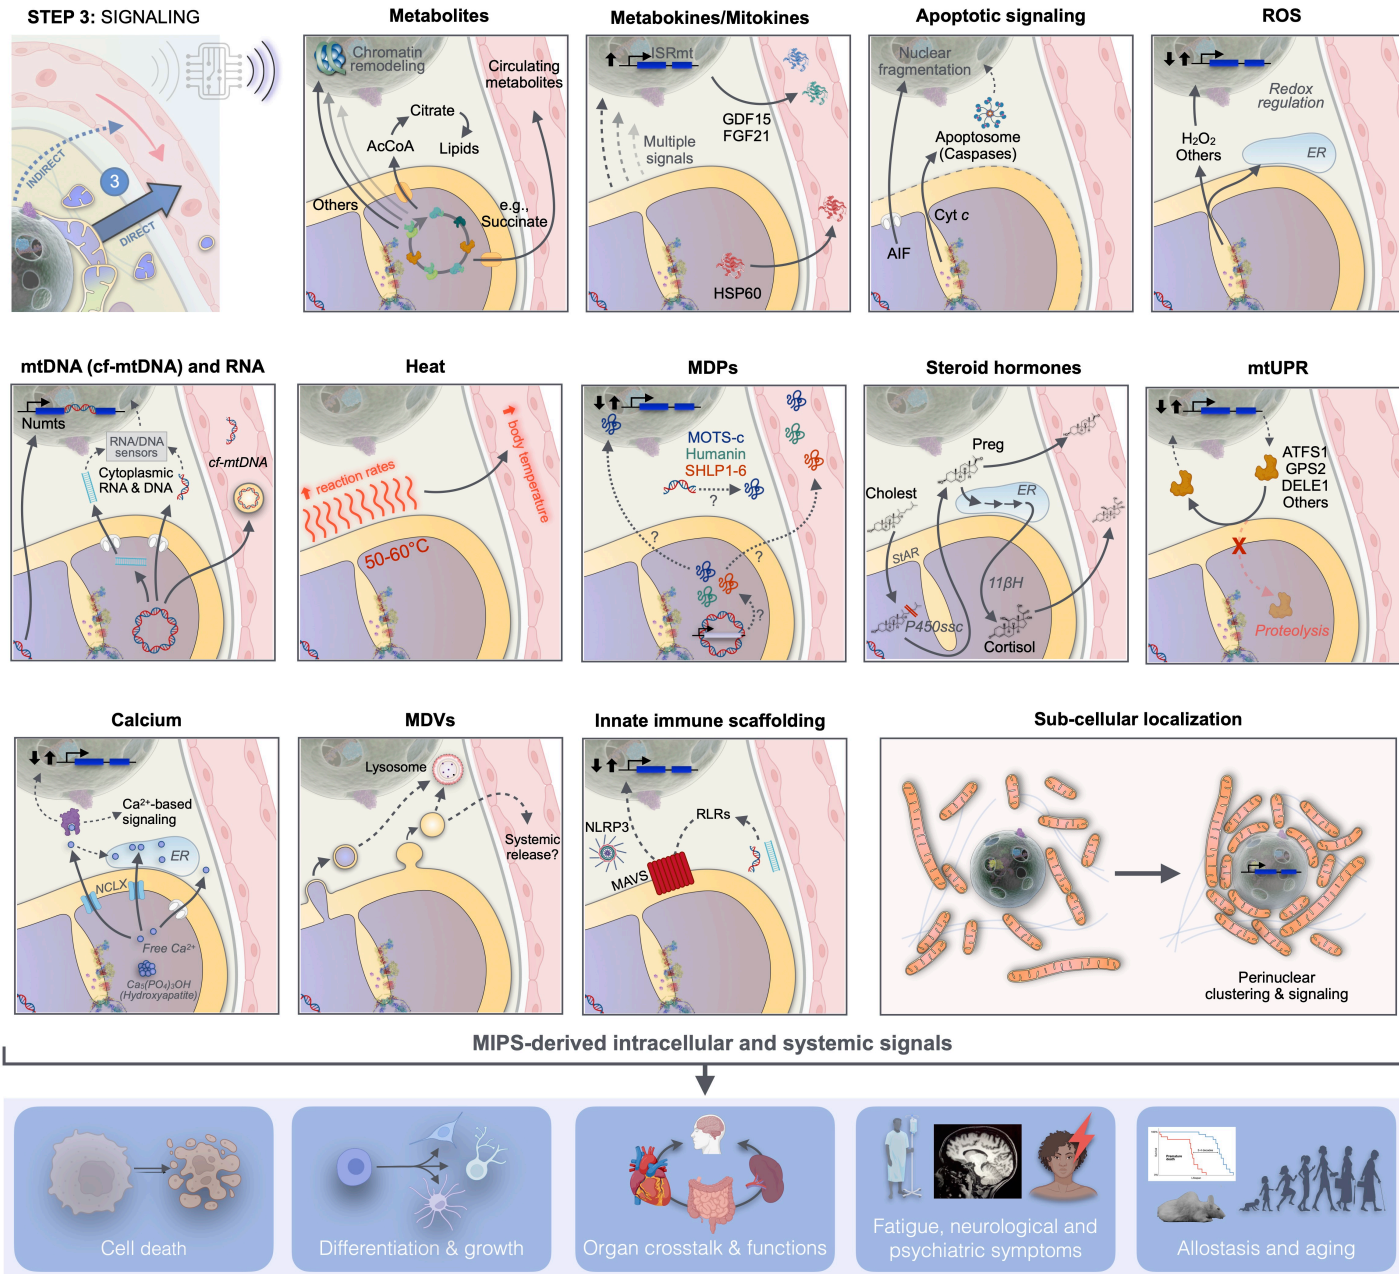 STEP 3: SIGNALING
INDIRECT
3
DIRECT
Metabolites
Chromatin
remodeling
Circulating
metabolites
Citrate
AcCoA
Lipids
Others
e.g.,
Succinate
Metabokines/Mitokines
ISRmt
GDF15
FGF21
Multiple
signals
HSP60
Apoptotic signaling
Nuclear
fragmentation
Apoptosome
(Caspases)
Cyt c
AIF
ROS
Redox
regulation
H₂O₂
Others
ER
mtDNA (cf-mtDNA) and RNA
Numts
RNA/DNA
sensors
Cytoplasmic
RNA & DNA
cf-mtDNA
Heat
reaction rates
body temperature
50-60°C
MDPs
MOTS-c
Humanin
SHLP1-6
?
?
?
?
Steroid hormones
Preg
Cholest
ER
StAR
11βH
P450ssc
Cortisol
mtUPR
ATFS1
GPS2
DELE1
Others
X
Proteolysis
Calcium
Ca²⁺-based
signaling
ER
NCLX
Free Ca²⁺
Ca₅(PO₄)₃OH
(Hydroxyapatite)
MDVs
Lysosome
Systemic
release?
Innate immune scaffolding
NLRP3
RLRs
MAVS
Sub-cellular localization
Perinuclear
clustering & signaling
MIPS-derived intracellular and systemic signals
Cell death
Differentiation & growth
Organ crosstalk & functions
Fatigue, neurological and
psychiatric symptoms
Premature
death
Allostasis and aging